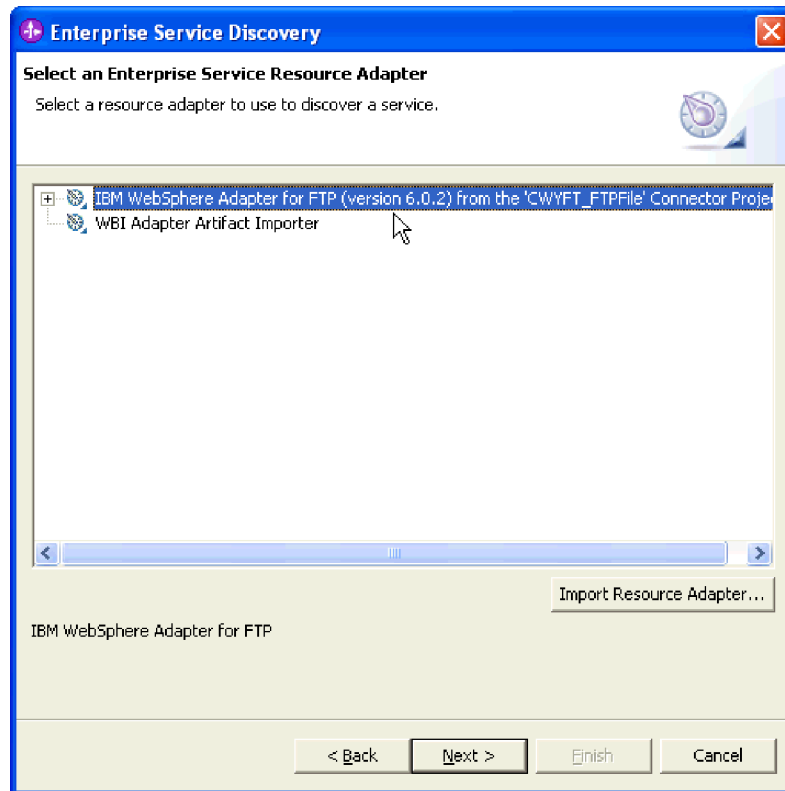 Enterprise Service Discovery
Select an Enterprise Service Resource Adapter
Select a resource adapter to use to discover a service.
IBM WebSphere Adapter for FTP (version 6.0.2) from the 'CWYFT_FTPFile' Connector Proje
WBI Adapter Artifact Importer
Import Resource Adapter...
IBM WebSphere Adapter for FTP
< Back Next > Finish Cancel